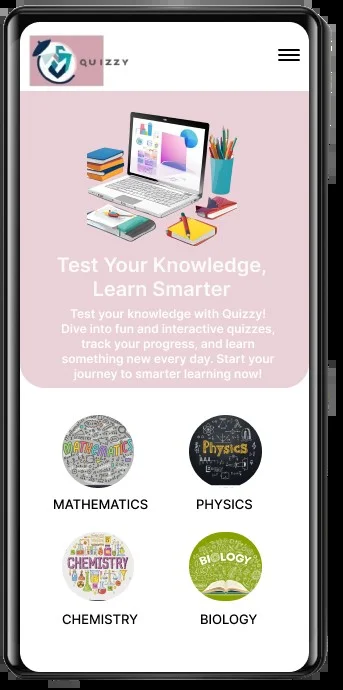 QUIZZY
Test Your Knowledge,
Learn Smarter
Test your knowledge with Quizzy!
Dive into fun and interactive quizzes,
track your progress, and learn
something new every day. Start your
journey to smarter learning now!
MATHEMATICS
Physics
MATHEMATICS
PHYSICS
CHEMISTRY
BIOLOGY
CHEMISTRY
BIOLOGY